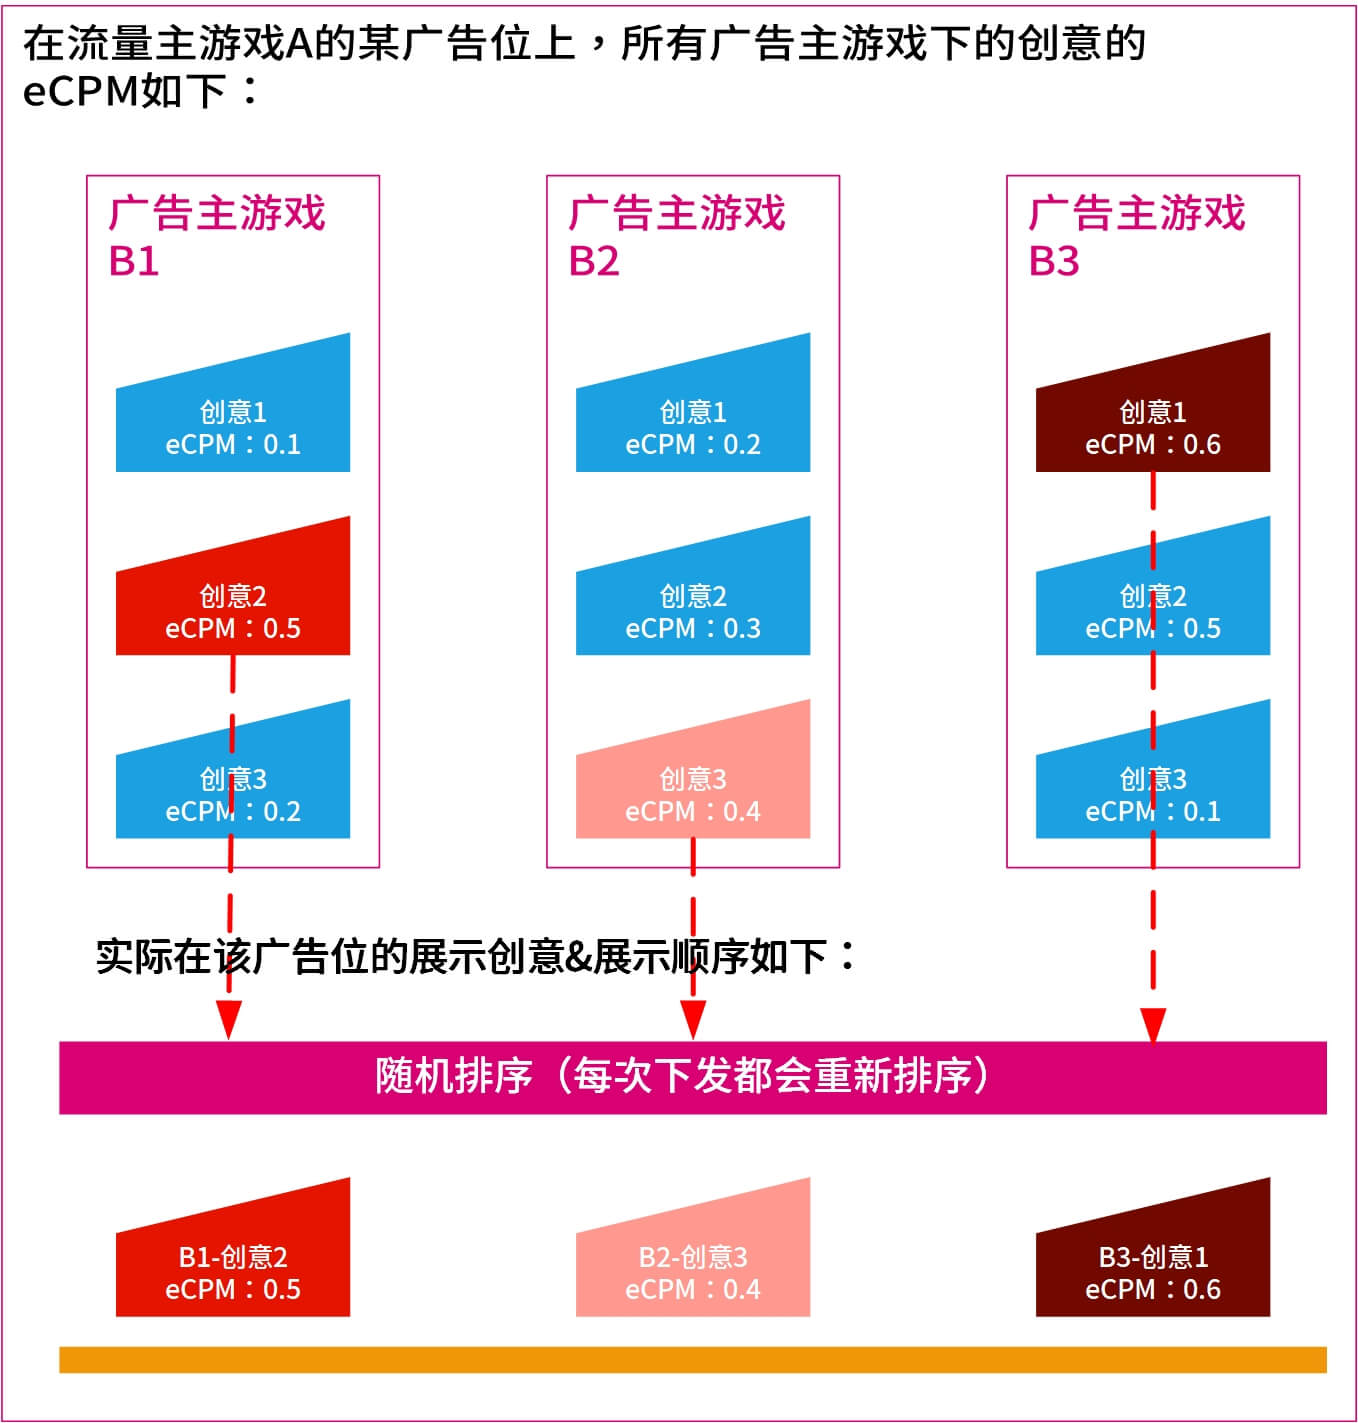 在流量主游戏A的某广告位上，所有广告主游戏下的创意的
eCPM如下：
广告主游戏
B1
创意1
eCPM：0.1
创意2
eCPM：0.5
创意3
eCPM：0.2
广告主游戏
B2
创意1
eCPM：0.2
创意2
eCPM：0.3
创意3
eCPM：0.4
广告主游戏
B3
创意1
eCPM：0.6
创意2
eCPM：0.5
创意3
eCPM：0.1
实际在该广告位的展示创意&展示顺序如下：
随机排序（每次下发都会重新排序）
B1-创意2
eCPM：0.5
B2-创意3
eCPM：0.4
B3-创意1
eCPM：0.6